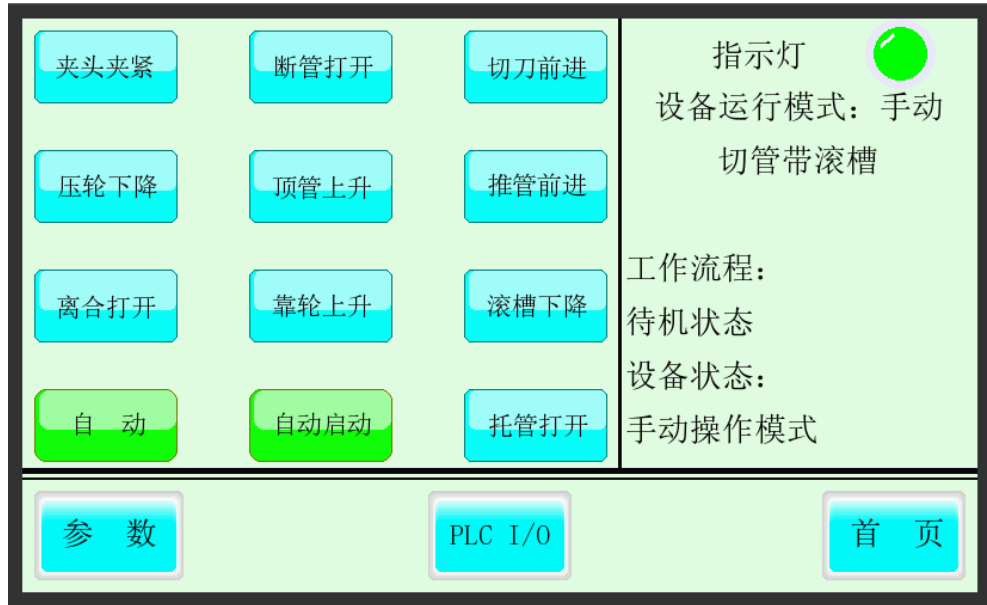 夹头夹紧
断管打开
切刀前进
压轮下降
顶管上升
推管前进
离合打开
靠轮上升
滚槽下降
自 动
自动启动
托管打开
指示灯
设备运行模式：手动
切管带滚槽
工作流程：
待机状态
设备状态：
手动操作模式
参 数
PLC I/O
首 页